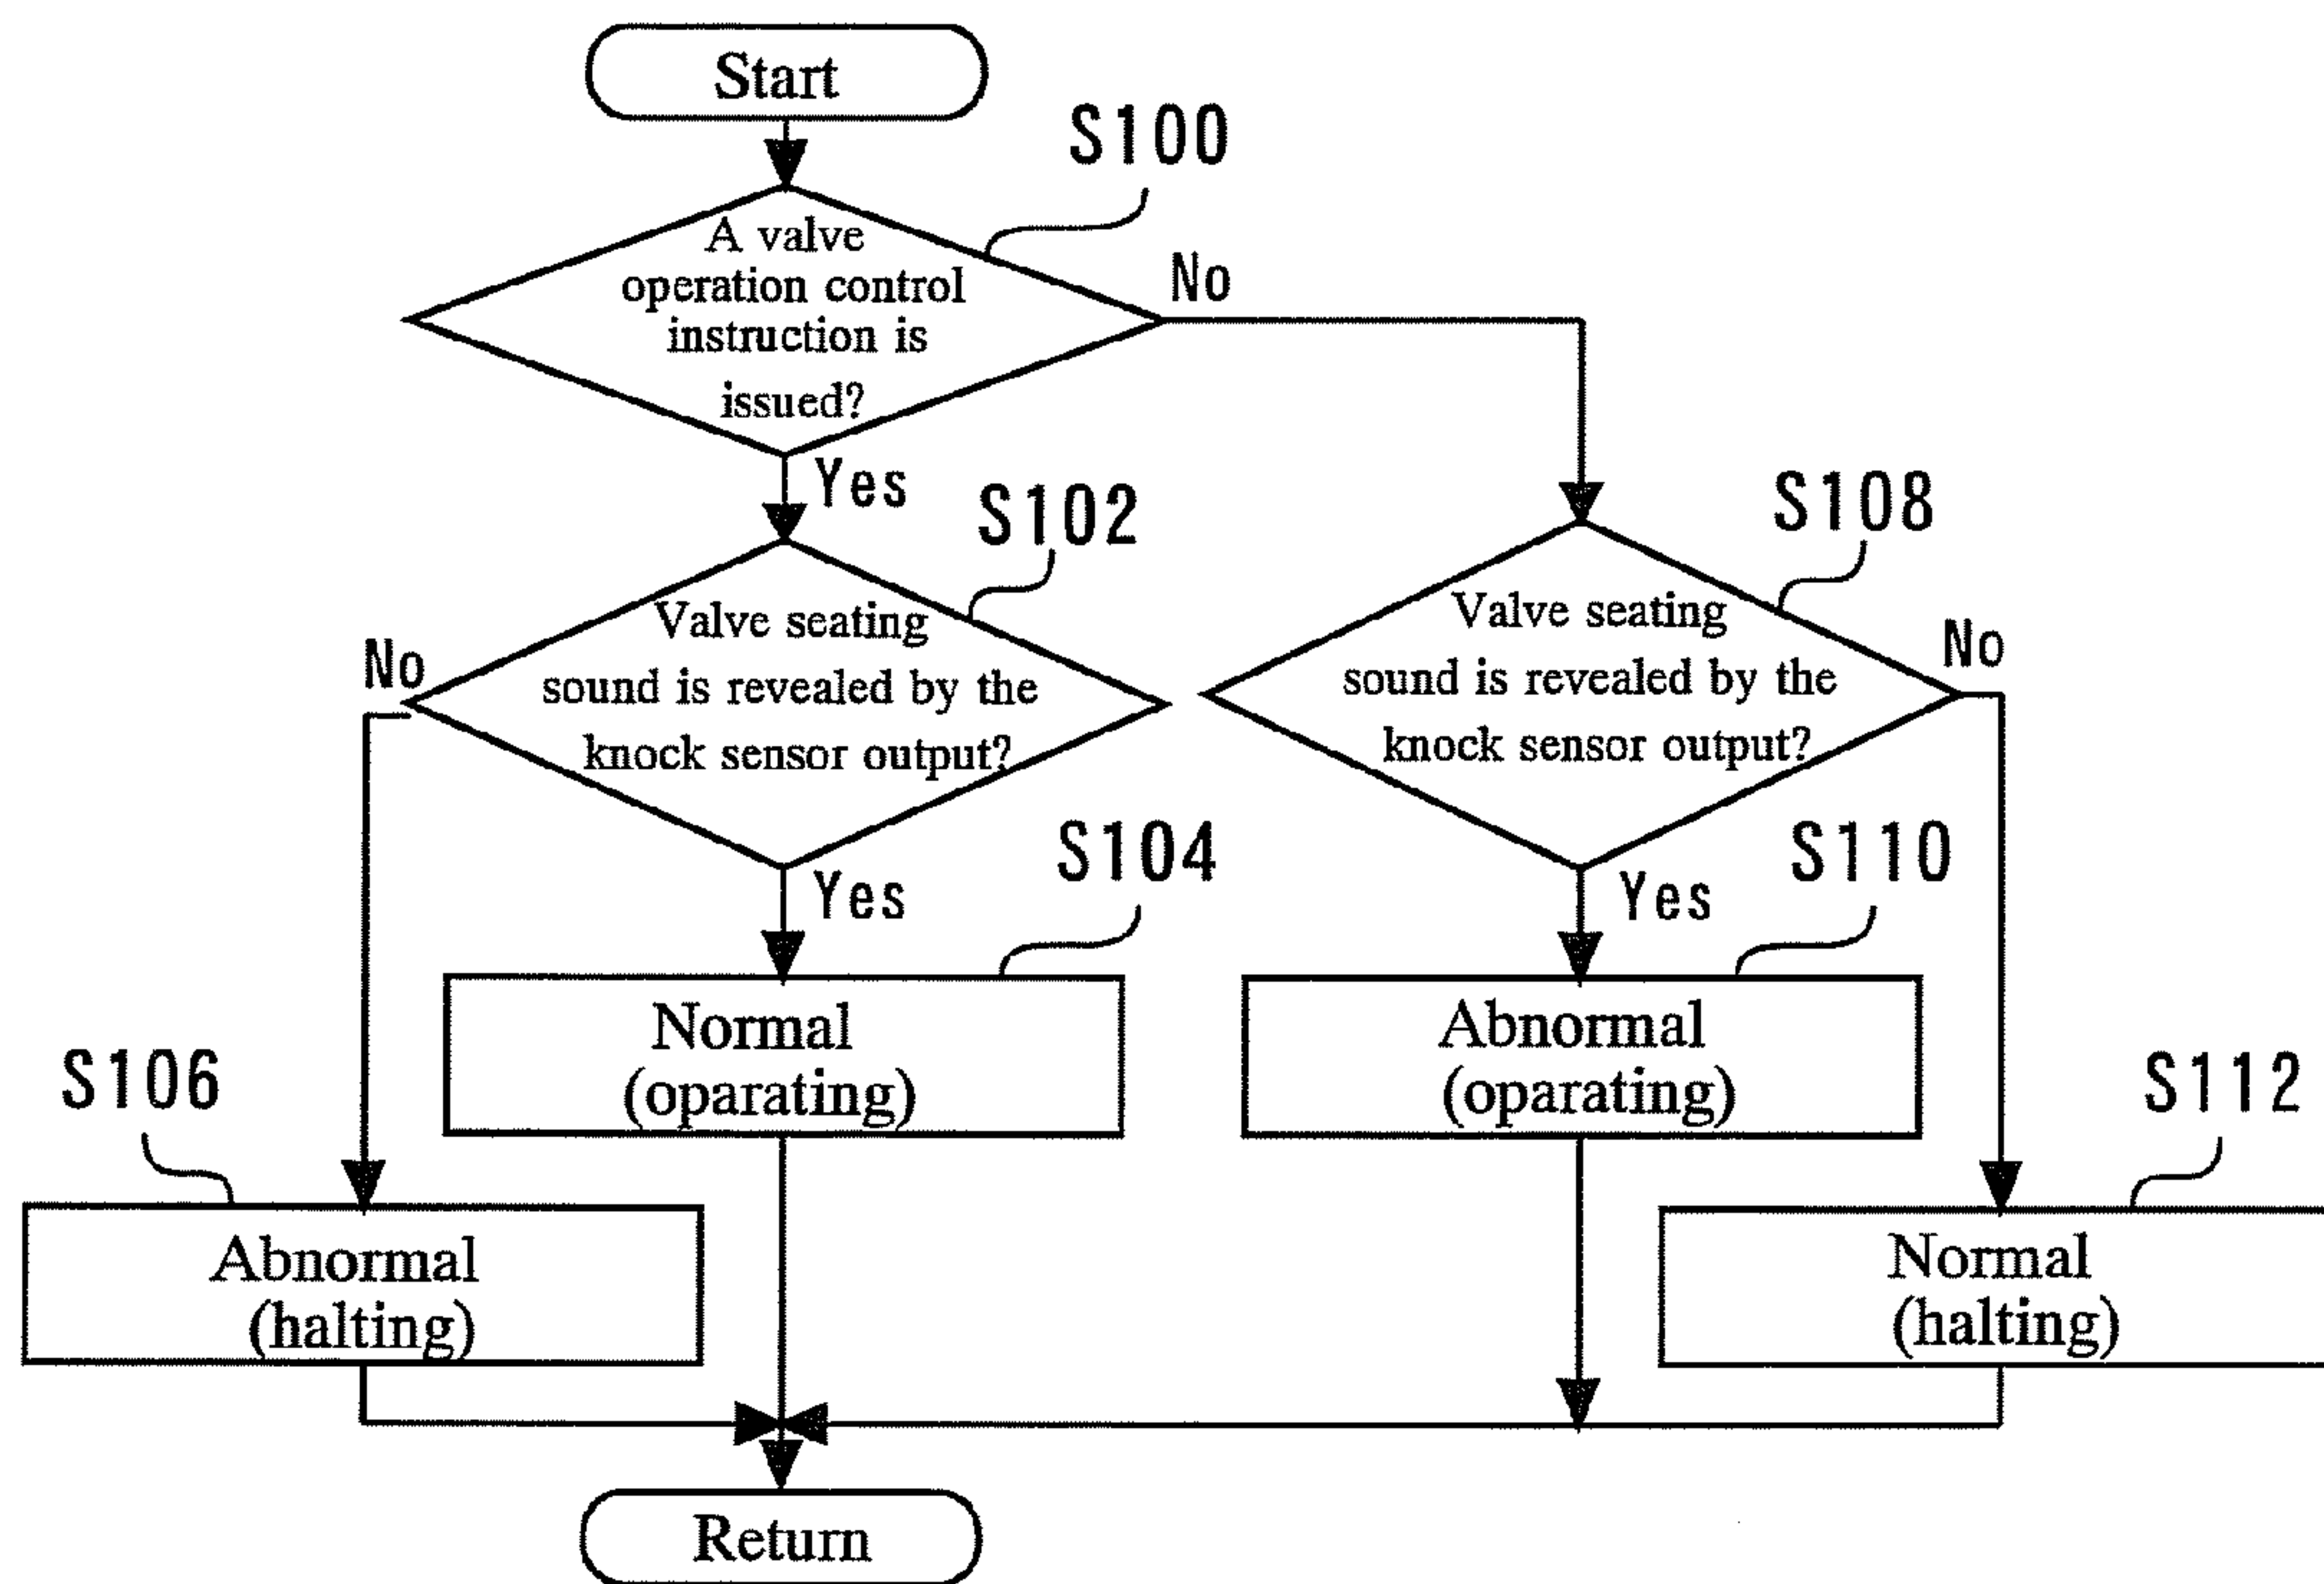 Start
S100
A valve
operation control
instruction is
issued?
No
Yes
S102
Valve seating
sound is revealed by the
knock sensor output?
No
Yes
S108
Valve seating
sound is revealed by the
knock sensor output?
No
Yes
S104
Normal
(oparating)
S110
Abnormal
(oparating)
S106
Abnormal
(halting)
S112
Normal
(halting)
Return